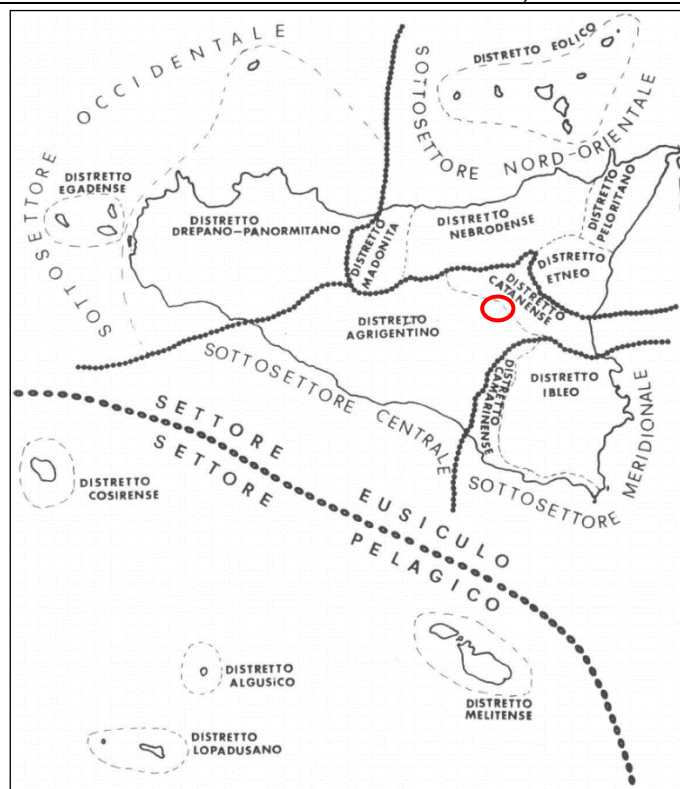 DISTRETTO EOLICO
SOTTOSETTORE OCCIDENTALE
SOTTOSETTORE NORD-ORIENTALE
DISTRETTO
EGADENSE
DISTRETTO
DREPANO-PANORMITANO
DISTRETTO
MADONITA
DISTRETTO
NEBRODENSE
DISTRETTO
PELORITANO
DISTRETTO
ETNEO
DISTRETTO
CATANENSE
DISTRETTO
AGRIGENTINO
DISTRETTO
CAMARINENSE
DISTRETTO
IBLEO
SOTTOSETTORE CENTRALE
SOTTOSETTORE MERIDIONALE
SETTORE EUSICULO
SETTORE PELAGICO
DISTRETTO
COSIRENSE
DISTRETTO
ALGUSICO
DISTRETTO
MELITENSE
DISTRETTO
LOPADUSANO